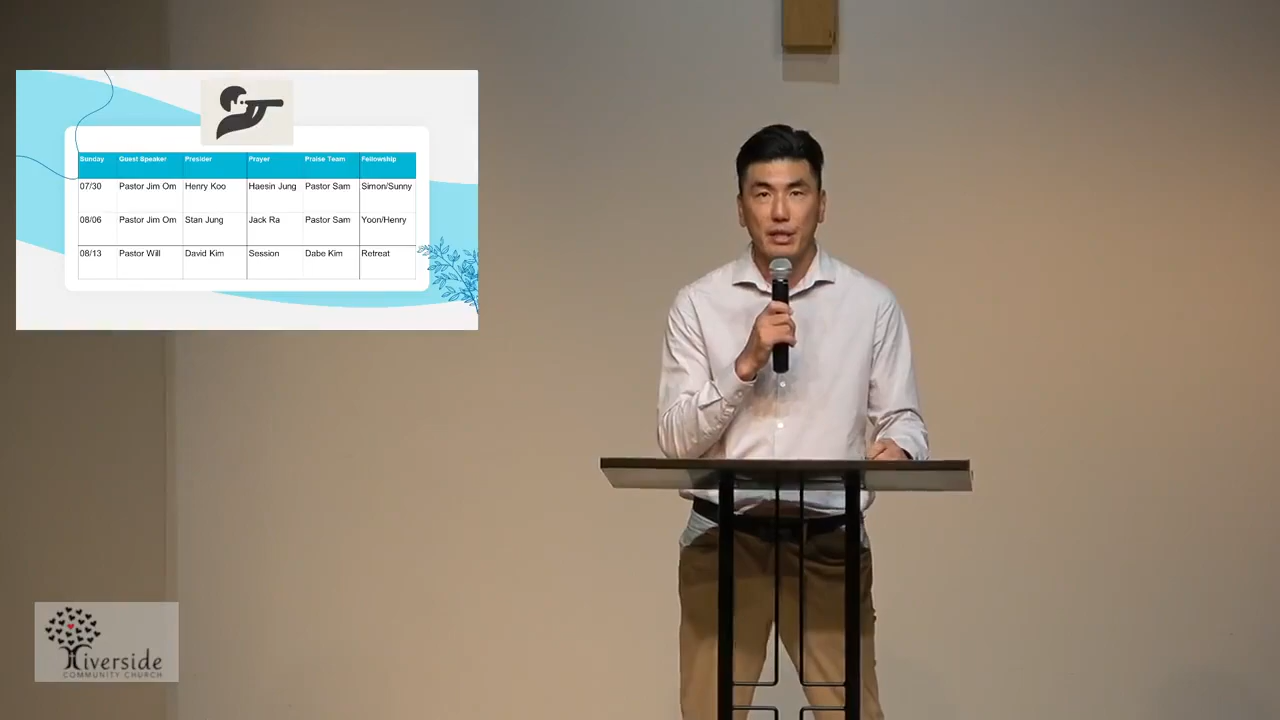 Sunday Guest Speaker Presider Prayer Praise Team Fellowship
07/30 Pastor Jim Om Henry Koo Haesin Jung Pastor Sam Simon/Sunny
08/06 Pastor Jim Om Stan Jung Jack Ra Pastor Sam Yoon/Henry
08/13 Pastor Will David Kim Session Dabe Kim Retreat
Riverside
COMMUNITY CHURCH